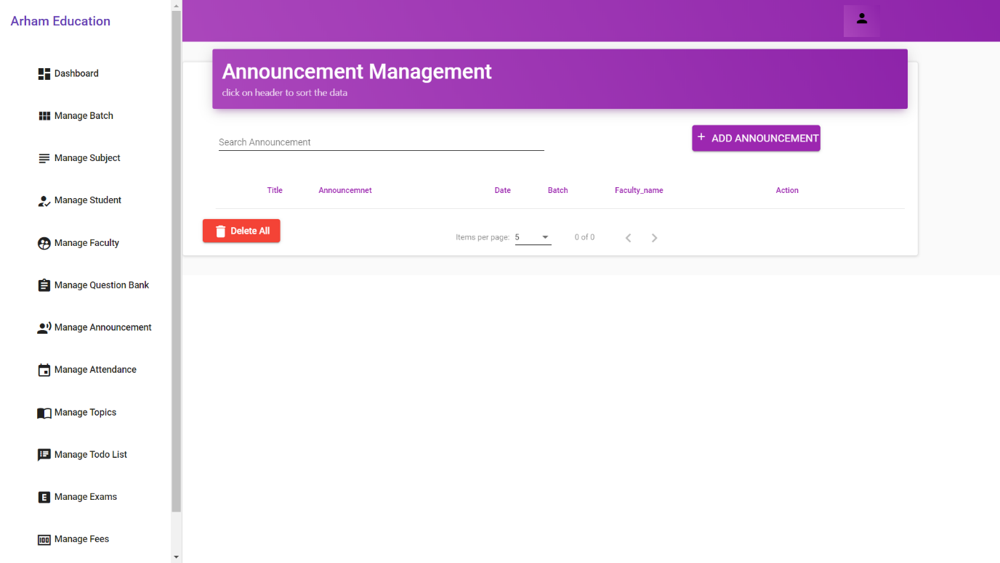 Arham Education
Dashboard
Manage Batch
Manage Subject
Manage Student
Manage Faculty
Manage Question Bank
Manage Announcement
Manage Attendance
Manage Topics
Manage Todo List
E Manage Exams
100 Manage Fees
Announcement Management
click on header to sort the data
Search Announcement
+ ADD ANNOUNCEMENT
Title Announcemnet Date Batch Faculty_name Action
Delete All
Items per page: 5 0 of 0